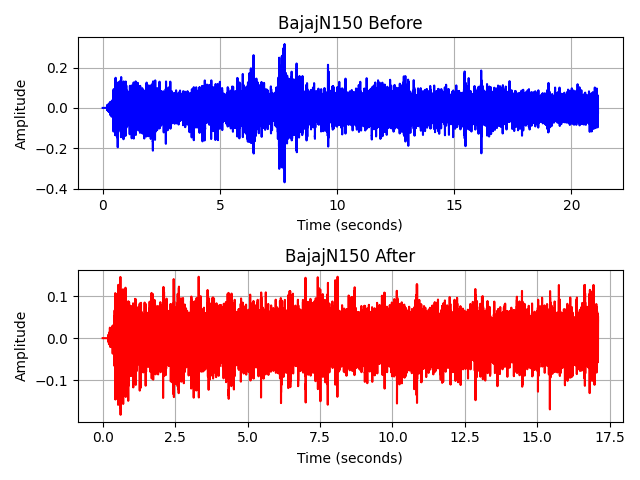 BajajN150 Before
0.2
0.0
−0.2
−0.4
Amplitude
0 5 10 15 20
Time (seconds)
BajajN150 After
0.1
0.0
−0.1
Amplitude
0.0 2.5 5.0 7.5 10.0 12.5 15.0 17.5
Time (seconds)